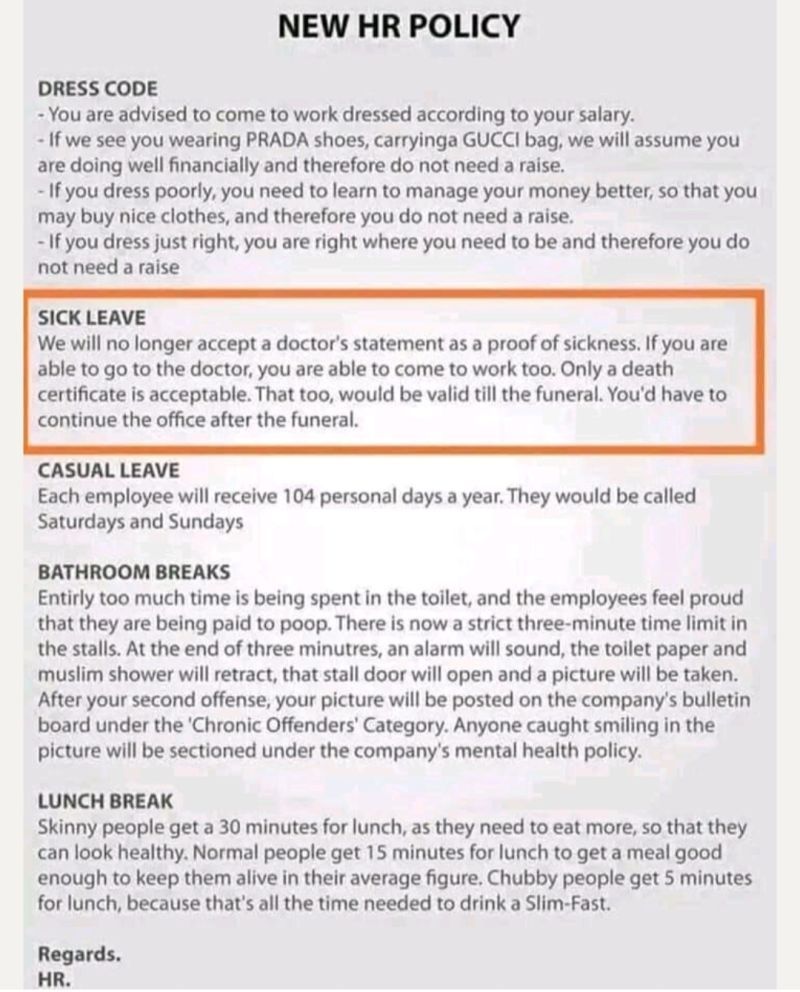 NEW HR POLICY
DRESS CODE
- You are advised to come to work dressed according to your salary.
- If we see you wearing PRADA shoes, carryinga GUCCI bag, we will assume you
are doing well financially and therefore do not need a raise.
- If you dress poorly, you need to learn to manage your money better, so that you
may buy nice clothes, and therefore you do not need a raise.
- If you dress just right, you are right where you need to be and therefore you do
not need a raise
SICK LEAVE
We will no longer accept a doctor's statement as a proof of sickness. If you are
able to go to the doctor, you are able to come to work too. Only a death
certificate is acceptable. That too, would be valid till the funeral. You'd have to
continue the office after the funeral.
CASUAL LEAVE
Each employee will receive 104 personal days a year. They would be called
Saturdays and Sundays
BATHROOM BREAKS
Entirly too much time is being spent in the toilet, and the employees feel proud
that they are being paid to poop. There is now a strict three-minute time limit in
the stalls. At the end of three minutres, an alarm will sound, the toilet paper and
muslim shower will retract, that stall door will open and a picture will be taken.
After your second offense, your picture will be posted on the company's bulletin
board under the 'Chronic Offenders' Category. Anyone caught smiling in the
picture will be sectioned under the company's mental health policy.
LUNCH BREAK
Skinny people get a 30 minutes for lunch, as they need to eat more, so that they
can look healthy. Normal people get 15 minutes for lunch to get a meal good
enough to keep them alive in their average figure. Chubby people get 5 minutes
for lunch, because that's all the time needed to drink a Slim-Fast.
Regards.
HR.